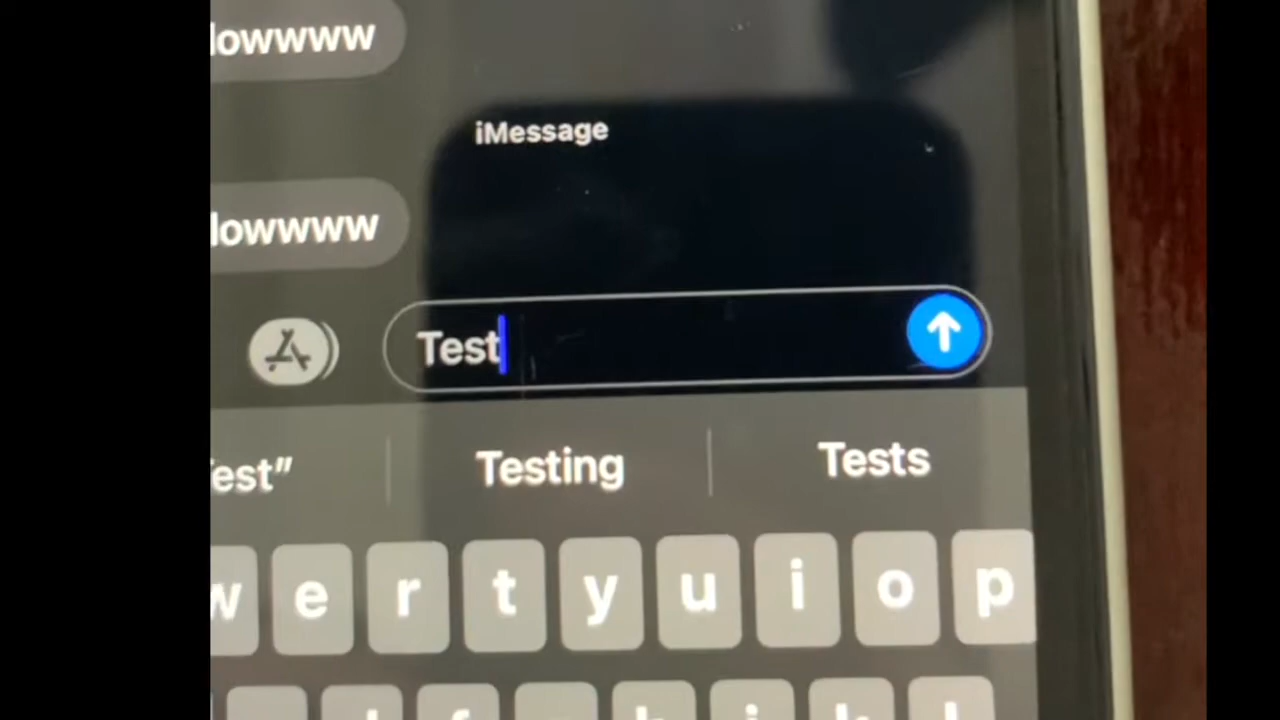 lowwww
iMessage
lowwww
Test
est" Testing Tests
w e r t y u i o p